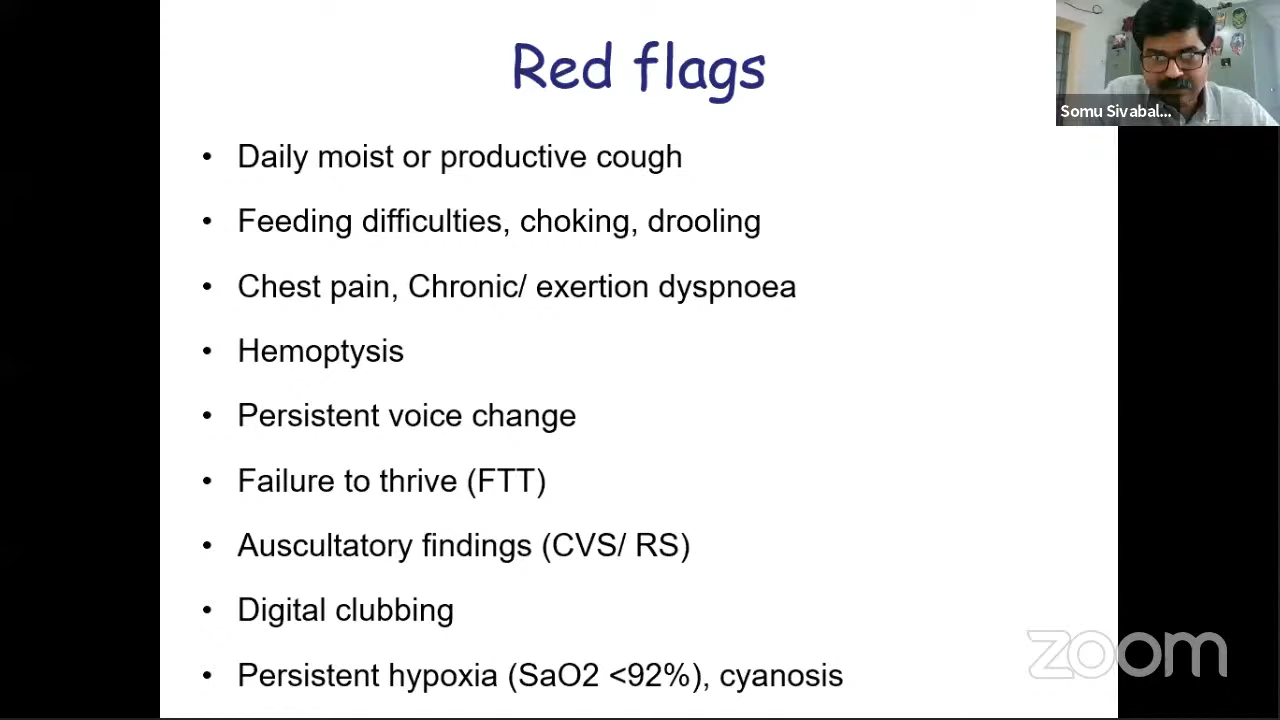 Red flags
Somu Sivabal...
• Daily moist or productive cough
• Feeding difficulties, choking, drooling
• Chest pain, Chronic/ exertion dyspnoea
• Hemoptysis
• Persistent voice change
• Failure to thrive (FTT)
• Auscultatory findings (CVS/ RS)
• Digital clubbing
• Persistent hypoxia (SaO2 <92%), cyanosis
zoom